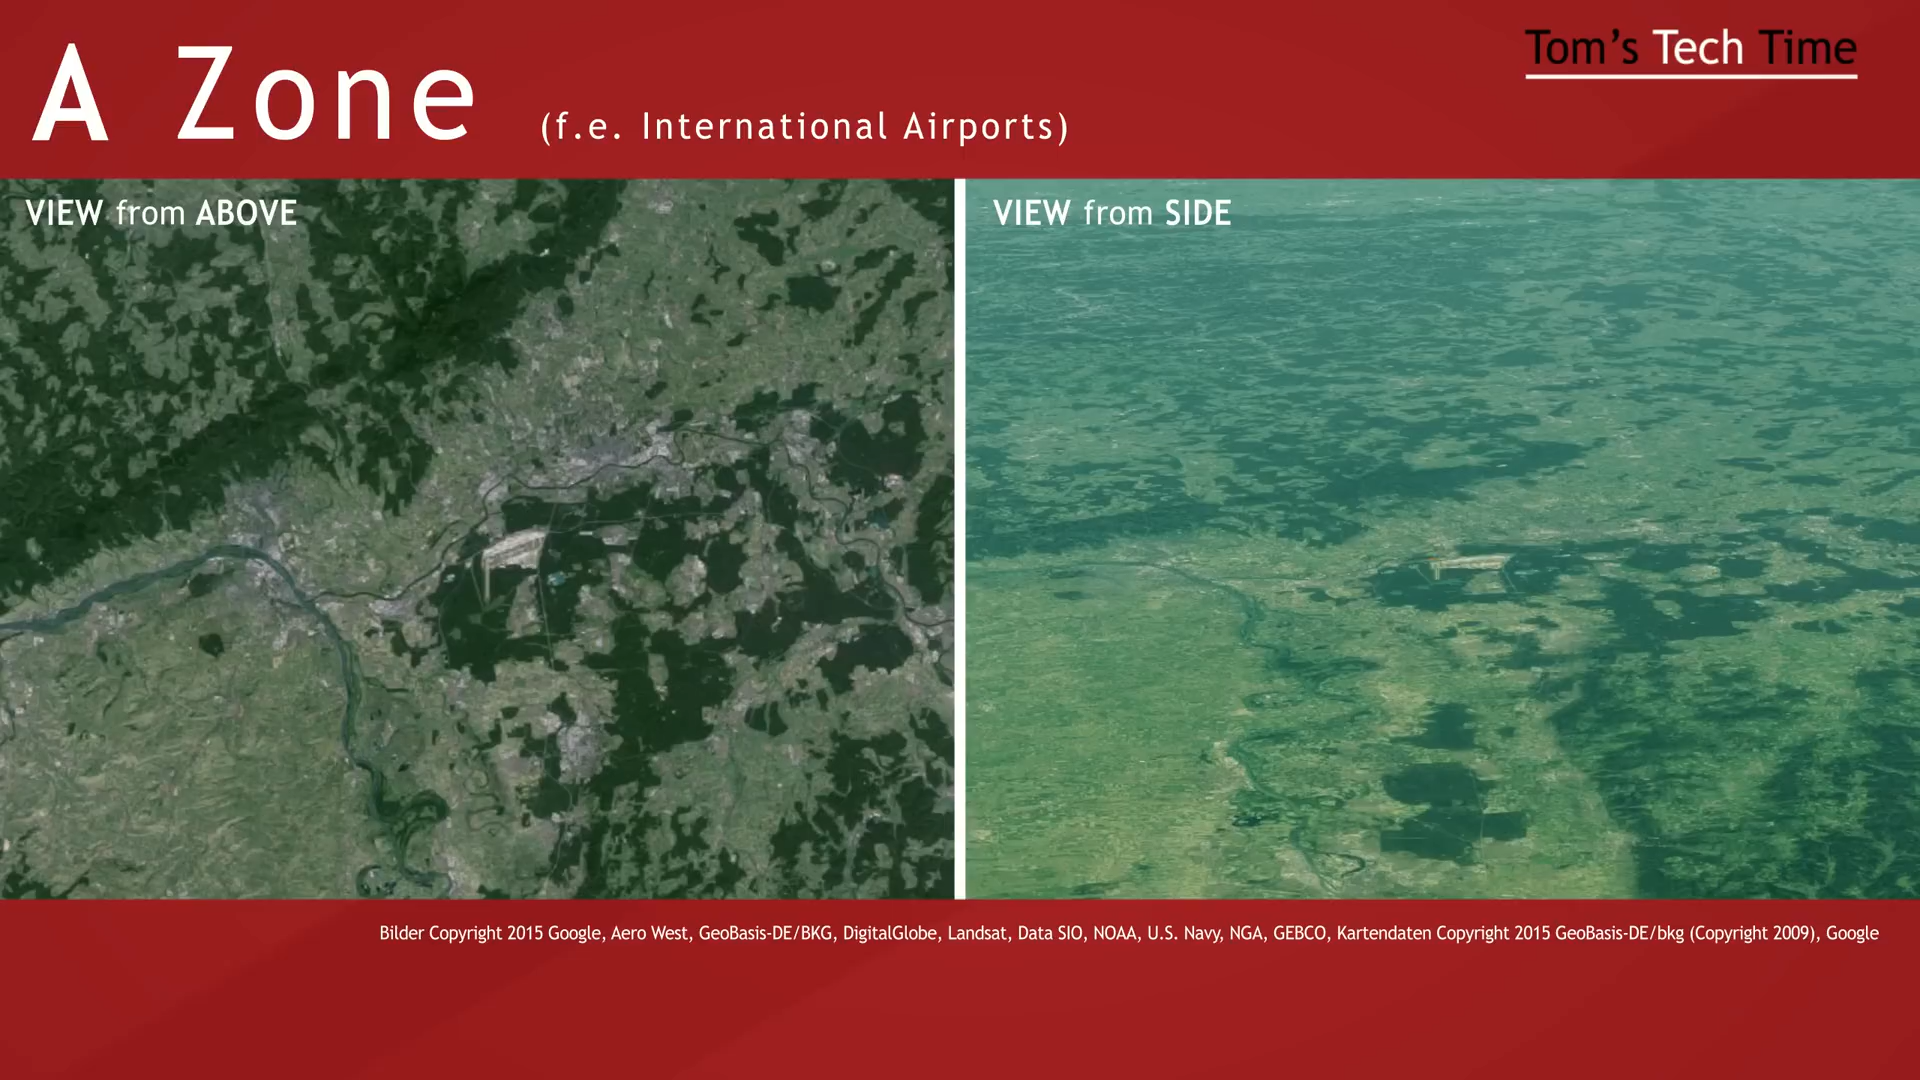 A Zone (f.e. International Airports)
Tom's Tech Time
VIEW from ABOVE
VIEW from SIDE
Bilder Copyright 2015 Google, Aero West, GeoBasis-DE/BKG, DigitalGlobe, Landsat, Data SIO, NOAA, U.S. Navy, NGA, GEBCO, Kartendaten Copyright 2015 GeoBasis-DE/bkg (Copyright 2009), Google